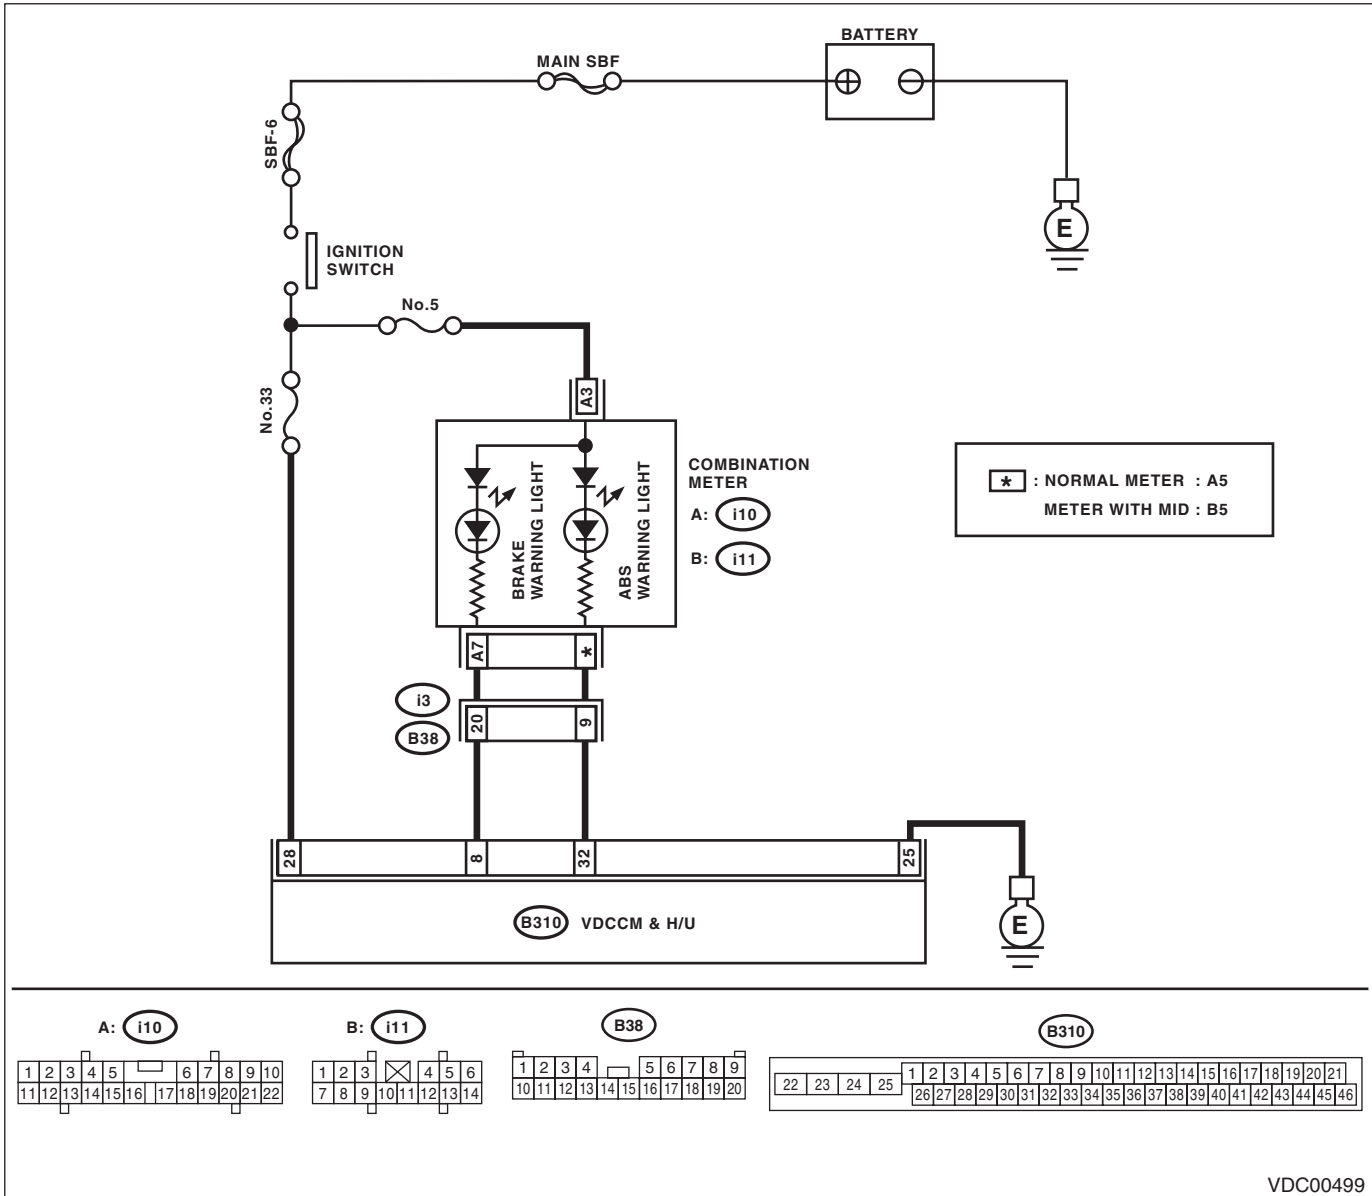 BATTERY
MAIN SBF
SBF-6
IGNITION
SWITCH
E
No.5
No.33
A3
BRAKE
WARNING LIGHT
ABS
WARNING LIGHT
COMBINATION
METER
A: i10
B: i11
* : NORMAL METER : A5
METER WITH MID : B5
A7 *
i3
B38
20 9
28 8 32 25
B310 VDCCM & H/U
E
A: i10
1 2 3 4 5 6 7 8 9 10
11 12 13 14 15 16 17 18 19 20 21 22
B: i11
1 2 3 4 5 6
7 8 9 10 11 12 13 14
B38
1 2 3 4 5 6 7 8 9
10 11 12 13 14 15 16 17 18 19 20
B310
22 23 24 25
1 2 3 4 5 6 7 8 9 10 11 12 13 14 15 16 17 18 19 20 21
26 27 28 29 30 31 32 33 34 35 36 37 38 39 40 41 42 43 44 45 46
VDC00499